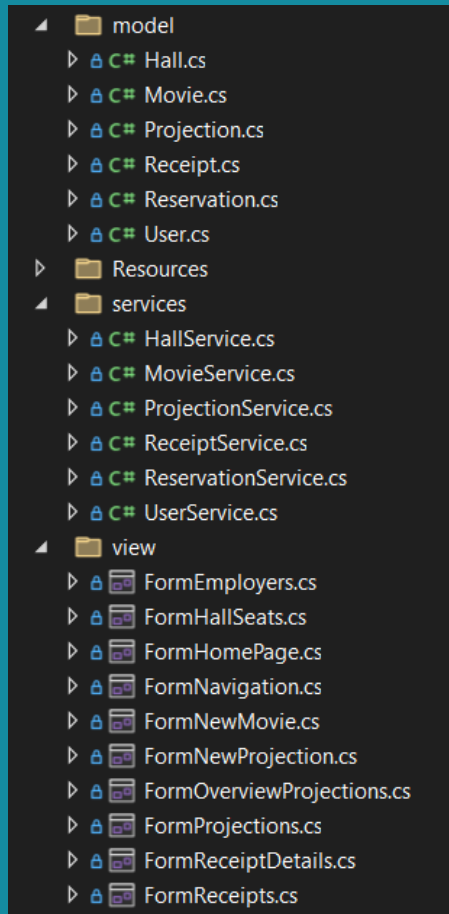 model
C# Hall.cs
C# Movie.cs
C# Projection.cs
C# Receipt.cs
C# Reservation.cs
C# User.cs
Resources
services
C# HallService.cs
C# MovieService.cs
C# ProjectionService.cs
C# ReceiptService.cs
C# ReservationService.cs
C# UserService.cs
view
FormEmployers.cs
FormHallSeats.cs
FormHomePage.cs
FormNavigation.cs
FormNewMovie.cs
FormNewProjection.cs
FormOverviewProjections.cs
FormProjections.cs
FormReceiptDetails.cs
FormReceipts.cs